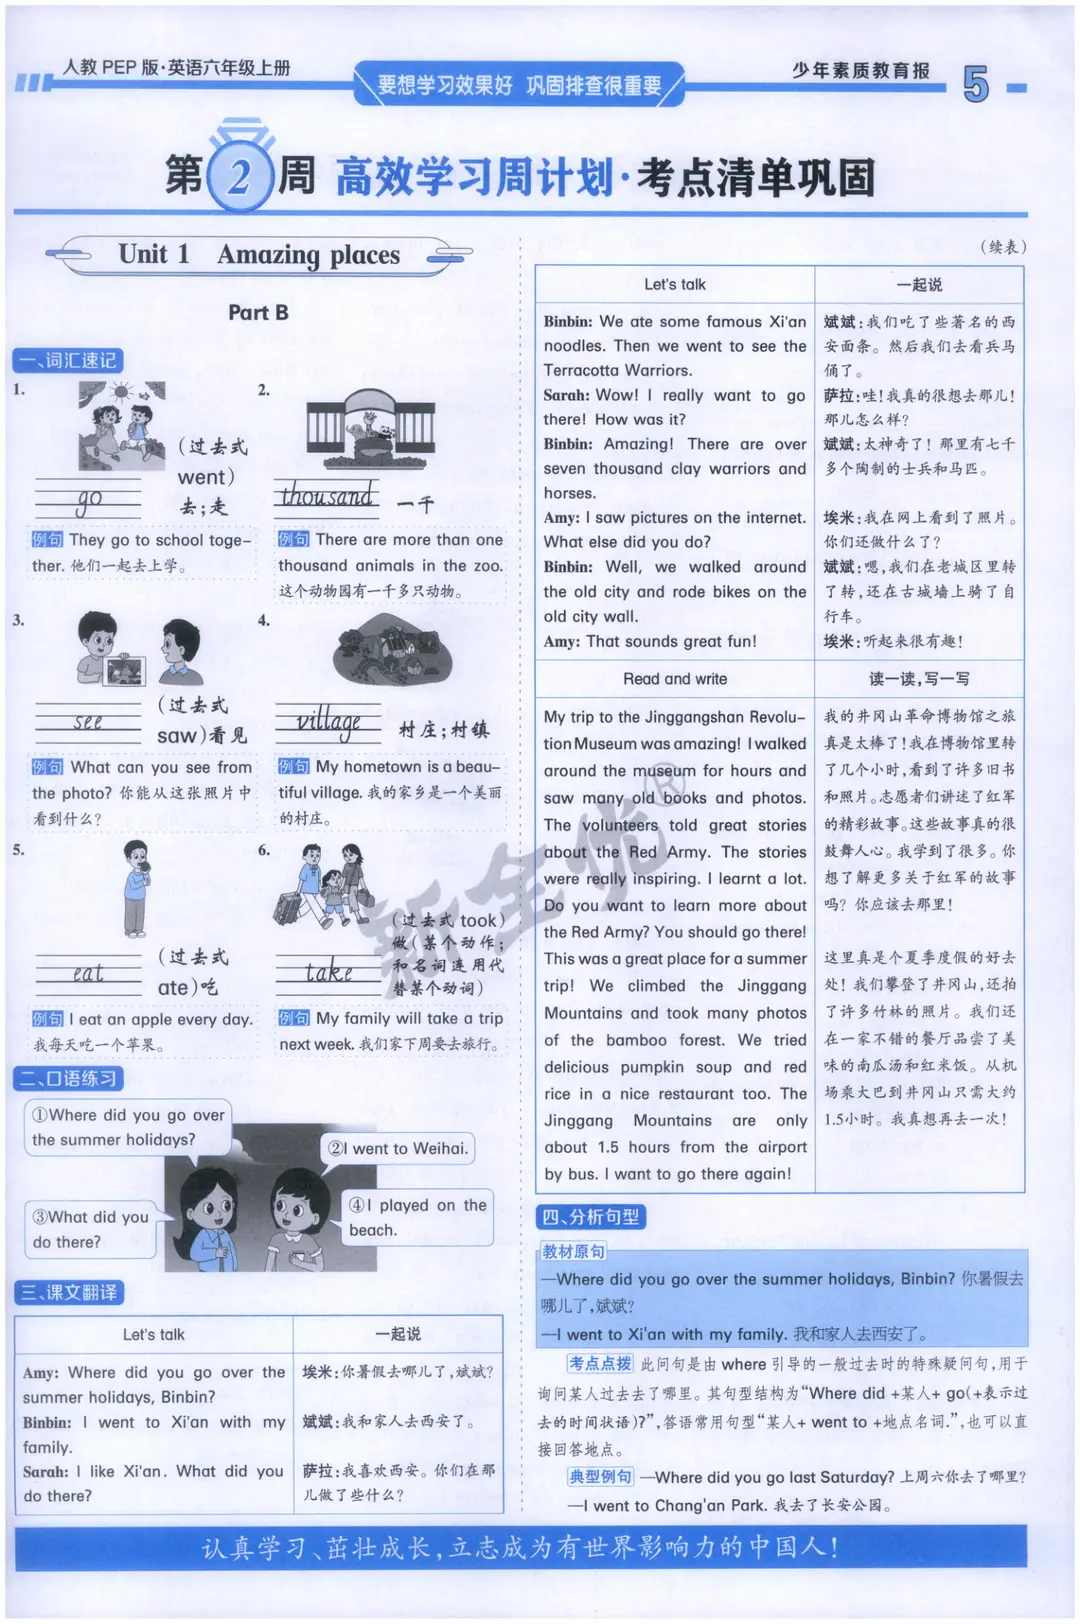 人教 PEP 版·英语六年级上册
要想学习效果好 巩固排查很重要
少年素质教育报
5
第2周 高效学习周计划·考点清单巩固
Unit 1 Amazing places
Part B
一、词汇速记
1.
(过去式
went)
go
去;走
例句 They go to school toge-
ther. 他们一起去上学。
2.
thousand 一千
例句 There are more than one
thousand animals in the zoo.
这个动物园有一千多只动物。
3.
(过去式
see
saw)看见
例句 What can you see from
the photo? 你能从这张照片中
看到什么?
4.
village 村庄;村镇
例句 My hometown is a beau-
tiful village. 我的家乡是一个美丽
的村庄。
5.
(过去式
eat
ate)吃
例句 I eat an apple every day.
我每天吃一个苹果。
6.
(过去式 took)
做(某个动作;
take
和名词连用代
替某个动词)
例句 My family will take a trip
next week. 我们家下周要去旅行。
二、口语练习
①Where did you go over
the summer holidays?
②I went to Weihai.
③What did you
do there?
④I played on the
beach.
三、课文翻译
Let's talk
一起说
Amy: Where did you go over the
summer holidays, Binbin?
埃米:你暑假去哪儿了,斌斌?
Binbin: I went to Xi'an with my
family.
斌斌:我和家人去西安了。
Sarah: I like Xi'an. What did you
do there?
萨拉:我喜欢西安。你们在那
儿做了些什么?
(续表)
Let's talk
一起说
Binbin: We ate some famous Xi'an
noodles. Then we went to see the
Terracotta Warriors.
斌斌:我们吃了些著名的西
安面条。然后我们去看兵马
俑了。
Sarah: Wow! I really want to go
there! How was it?
萨拉:哇!我真的很想去那儿!
那儿怎么样?
Binbin: Amazing! There are over
seven thousand clay warriors and
horses.
斌斌:太神奇了!那里有七千
多个陶制的士兵和马匹。
Amy: I saw pictures on the internet.
What else did you do?
埃米:我在网上看到了照片。
你们还做什么了?
Binbin: Well, we walked around
the old city and rode bikes on the
old city wall.
斌斌:嗯,我们在老城区里转
了转,还在古城墙上骑了自
行车。
Amy: That sounds great fun!
埃米:听起来很有趣!
Read and write
读一读,写一写
My trip to the Jinggangshan Revolu-
tion Museum was amazing! I walked
around the museum for hours and
saw many old books and photos.
The volunteers told great stories
about the Red Army. The stories
were really inspiring. I learnt a lot.
Do you want to learn more about
the Red Army? You should go there!
This was a great place for a summer
trip! We climbed the Jinggang
Mountains and took many photos
of the bamboo forest. We tried
delicious pumpkin soup and red
rice in a nice restaurant too. The
Jinggang Mountains are only
about 1.5 hours from the airport
by bus. I want to go there again!
我的井冈山革命博物馆之旅
真是太棒了!我在博物馆里转
了几个小时,看到了许多旧书
和照片。志愿者们讲述了红军
的精彩故事。这些故事真的很
鼓舞人心。我学到了很多。你
想了解更多关于红军的故事
吗?你应该去那里!
这里真是个夏季度假的好去
处!我们攀登了井冈山,还拍
了许多竹林的照片。我们还
在一家不错的餐厅品尝了美
味的南瓜汤和红米饭。从机
场乘大巴到井冈山只需大约
1.5小时。我真想再去一次!
新全优®
四、分析句型
教材原句
—Where did you go over the summer holidays, Binbin? 你暑假去
哪儿了,斌斌?
—I went to Xi'an with my family. 我和家人去西安了。
考点点拨 此问句是由 where 引导的一般过去时的特殊疑问句,用于
询问某人过去去了哪里。其句型结构为“Where did +某人+ go(+表示过
去的时间状语)?”,答语常用句型“某人+ went to +地点名词.”,也可以直
接回答地点。
典型例句 —Where did you go last Saturday? 上周六你去了哪里?
—I went to Chang'an Park. 我去了长安公园。
认真学习、茁壮成长,立志成为有世界影响力的中国人!